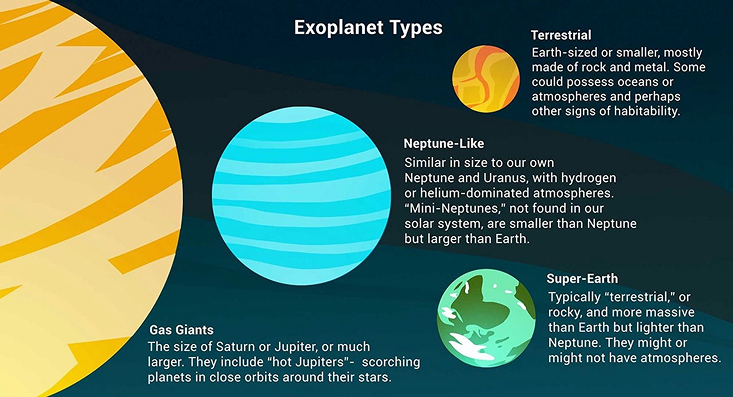 Exoplanet Types
Terrestrial
Earth-sized or smaller, mostly
made of rock and metal. Some
could possess oceans or
atmospheres and perhaps
other signs of habitability.
Neptune-Like
Similar in size to our own
Neptune and Uranus, with hydrogen
or helium-dominated atmospheres.
“Mini-Neptunes,” not found in our
solar system, are smaller than Neptune
but larger than Earth.
Super-Earth
Typically “terrestrial,” or
rocky, and more massive
than Earth but lighter than
Neptune. They might or
might not have atmospheres.
Gas Giants
The size of Saturn or Jupiter, or much
larger. They include “hot Jupiters”- scorching
planets in close orbits around their stars.